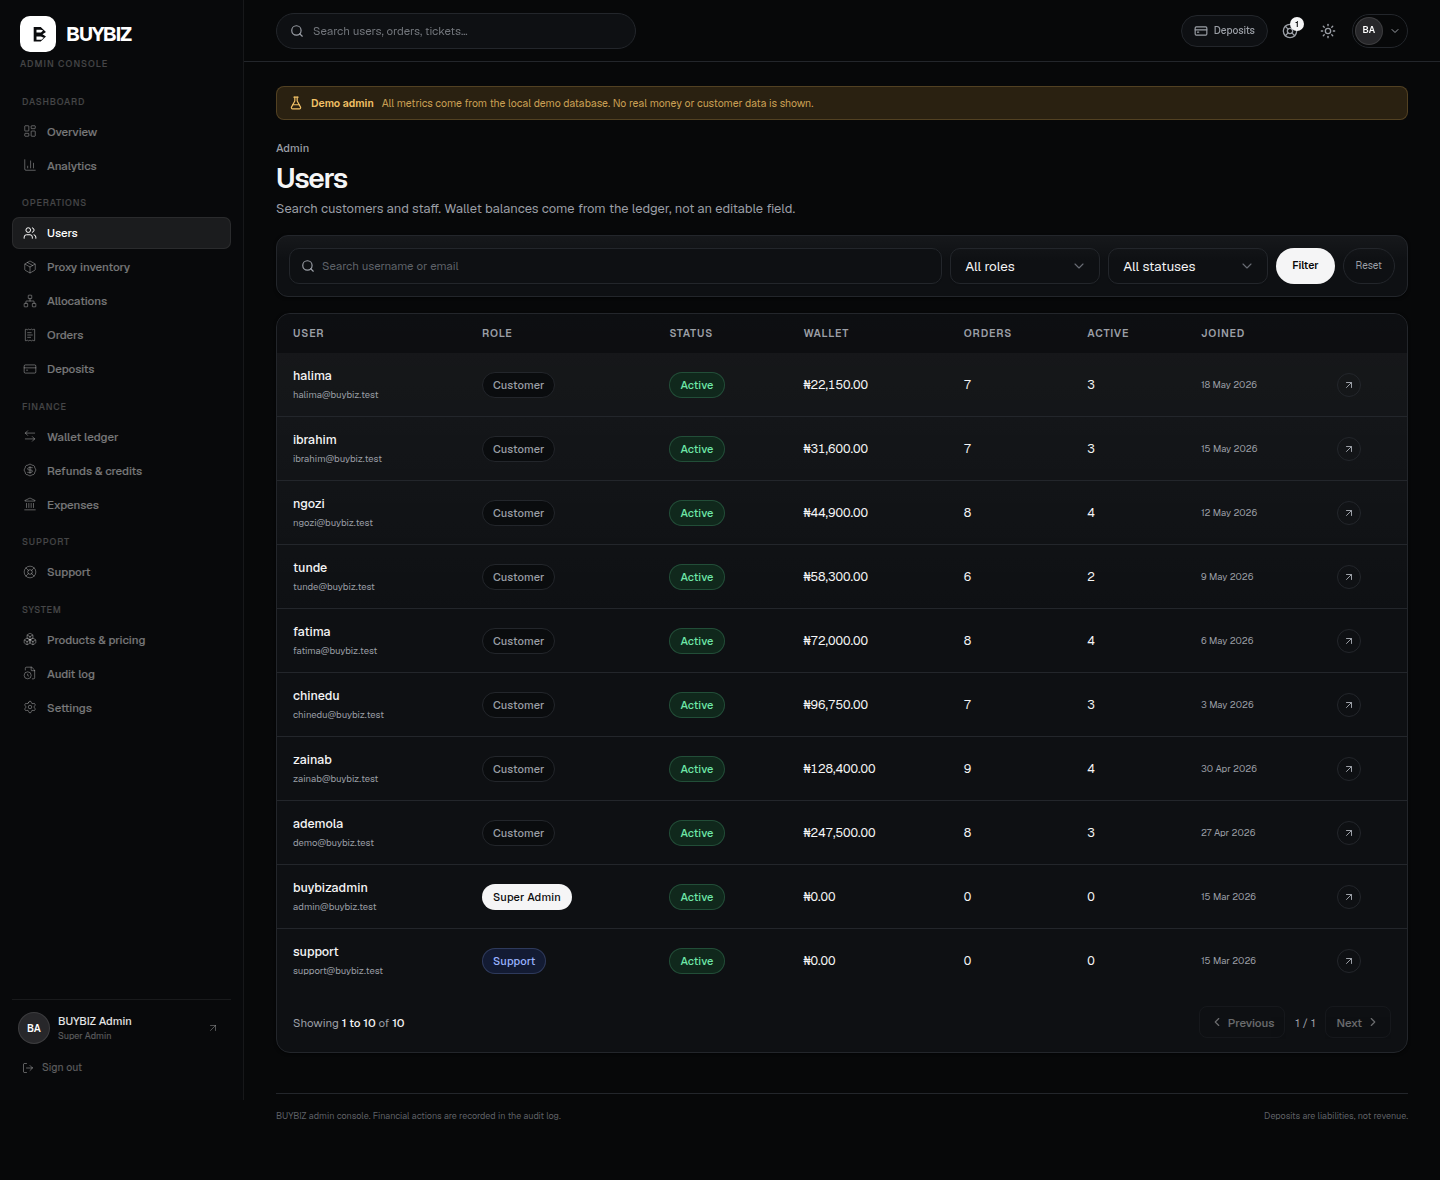 BUYBIZ
ADMIN CONSOLE
DASHBOARD
Overview
Analytics
OPERATIONS
Users
Proxy inventory
Allocations
Orders
Deposits
FINANCE
Wallet ledger
Refunds & credits
Expenses
SUPPORT
Support
SYSTEM
Products & pricing
Audit log
Settings
BA
BUYBIZ Admin
Super Admin
Sign out
Search users, orders, tickets…
Deposits
1
BA
Demo admin All metrics come from the local demo database. No real money or customer data is shown.
Admin
Users
Search customers and staff. Wallet balances come from the ledger, not an editable field.
Search username or email
All roles
All statuses
Filter
Reset
USER ROLE STATUS WALLET ORDERS ACTIVE JOINED
halima
halima@buybiz.test
Customer Active ₦22,150.00 7 3 18 May 2026
ibrahim
ibrahim@buybiz.test
Customer Active ₦31,600.00 7 3 15 May 2026
ngozi
ngozi@buybiz.test
Customer Active ₦44,900.00 8 4 12 May 2026
tunde
tunde@buybiz.test
Customer Active ₦58,300.00 6 2 9 May 2026
fatima
fatima@buybiz.test
Customer Active ₦72,000.00 8 4 6 May 2026
chinedu
chinedu@buybiz.test
Customer Active ₦96,750.00 7 3 3 May 2026
zainab
zainab@buybiz.test
Customer Active ₦128,400.00 9 4 30 Apr 2026
ademola
demo@buybiz.test
Customer Active ₦247,500.00 8 3 27 Apr 2026
buybizadmin
admin@buybiz.test
Super Admin Active ₦0.00 0 0 15 Mar 2026
support
support@buybiz.test
Support Active ₦0.00 0 0 15 Mar 2026
Showing 1 to 10 of 10
Previous 1 / 1 Next
BUYBIZ admin console. Financial actions are recorded in the audit log.
Deposits are liabilities, not revenue.